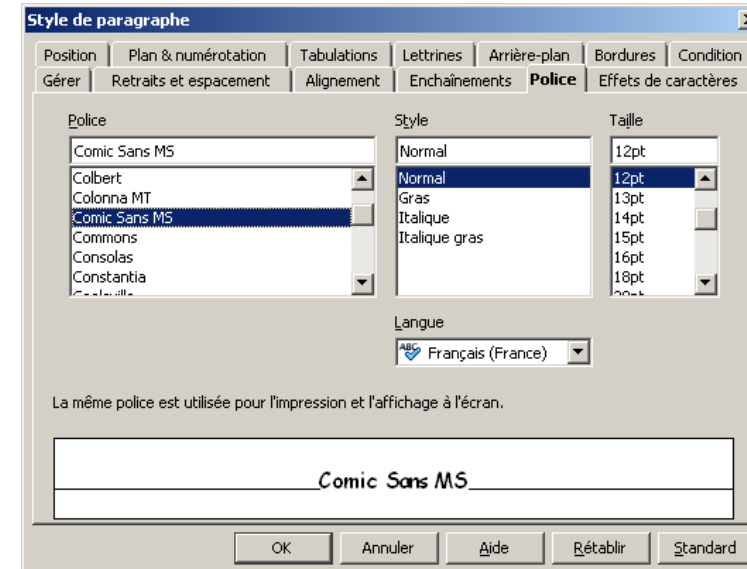 Style de paragraphe
Position Plan & numérotation Tabulations Lettrines Arrière-plan Bordures Condition
Gérer Retraits et espacement Alignement Enchaînements Police Effets de caractères
Police Style Taille
Comic Sans MS Normal 12pt
Colbert Normal 12pt
Colonna MT Gras 13pt
Comic Sans MS Italique 14pt
Commons Italique gras 15pt
Consolas 16pt
Constantia 18pt
Langue
ABC Français (France)
La même police est utilisée pour l'impression et l'affichage à l'écran.
Comic Sans MS
OK Annuler Aide Rétablir Standard